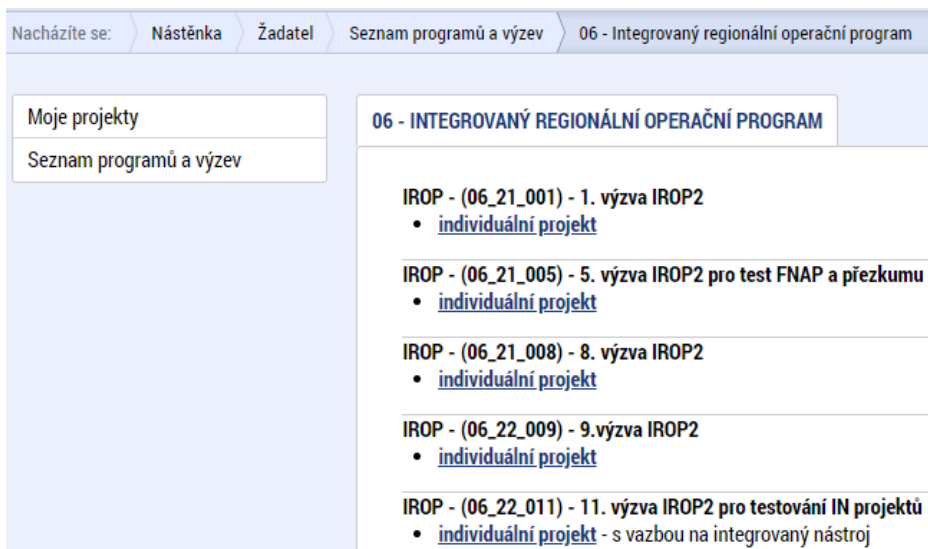 Nacházíte se: Nástěnka Žadatel Seznam programů a výzev 06 - Integrovaný regionální operační program
Moje projekty
Seznam programů a výzev
06 - INTEGROVANÝ REGIONÁLNÍ OPERAČNÍ PROGRAM
IROP - (06_21_001) - 1. výzva IROP2
• individuální projekt
IROP - (06_21_005) - 5. výzva IROP2 pro test FNAP a přezkumu
• individuální projekt
IROP - (06_21_008) - 8. výzva IROP2
• individuální projekt
IROP - (06_22_009) - 9.výzva IROP2
• individuální projekt
IROP - (06_22_011) - 11. výzva IROP2 pro testování IN projektů
• individuální projekt - s vazbou na integrovaný nástroj